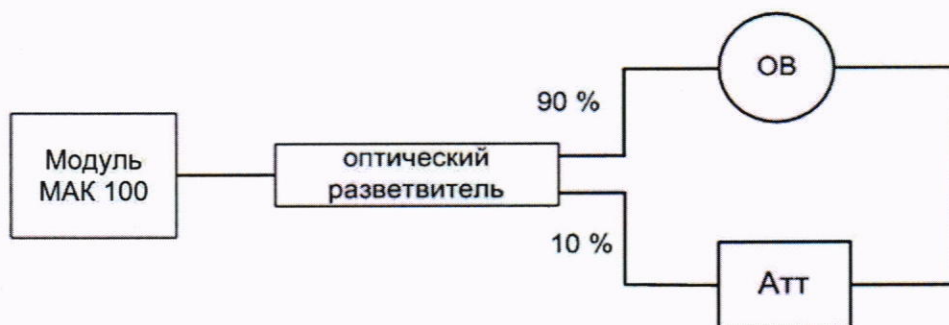 90 %
ОВ
Модуль
МАК 100
оптический
разветвитель
10 %
Атт